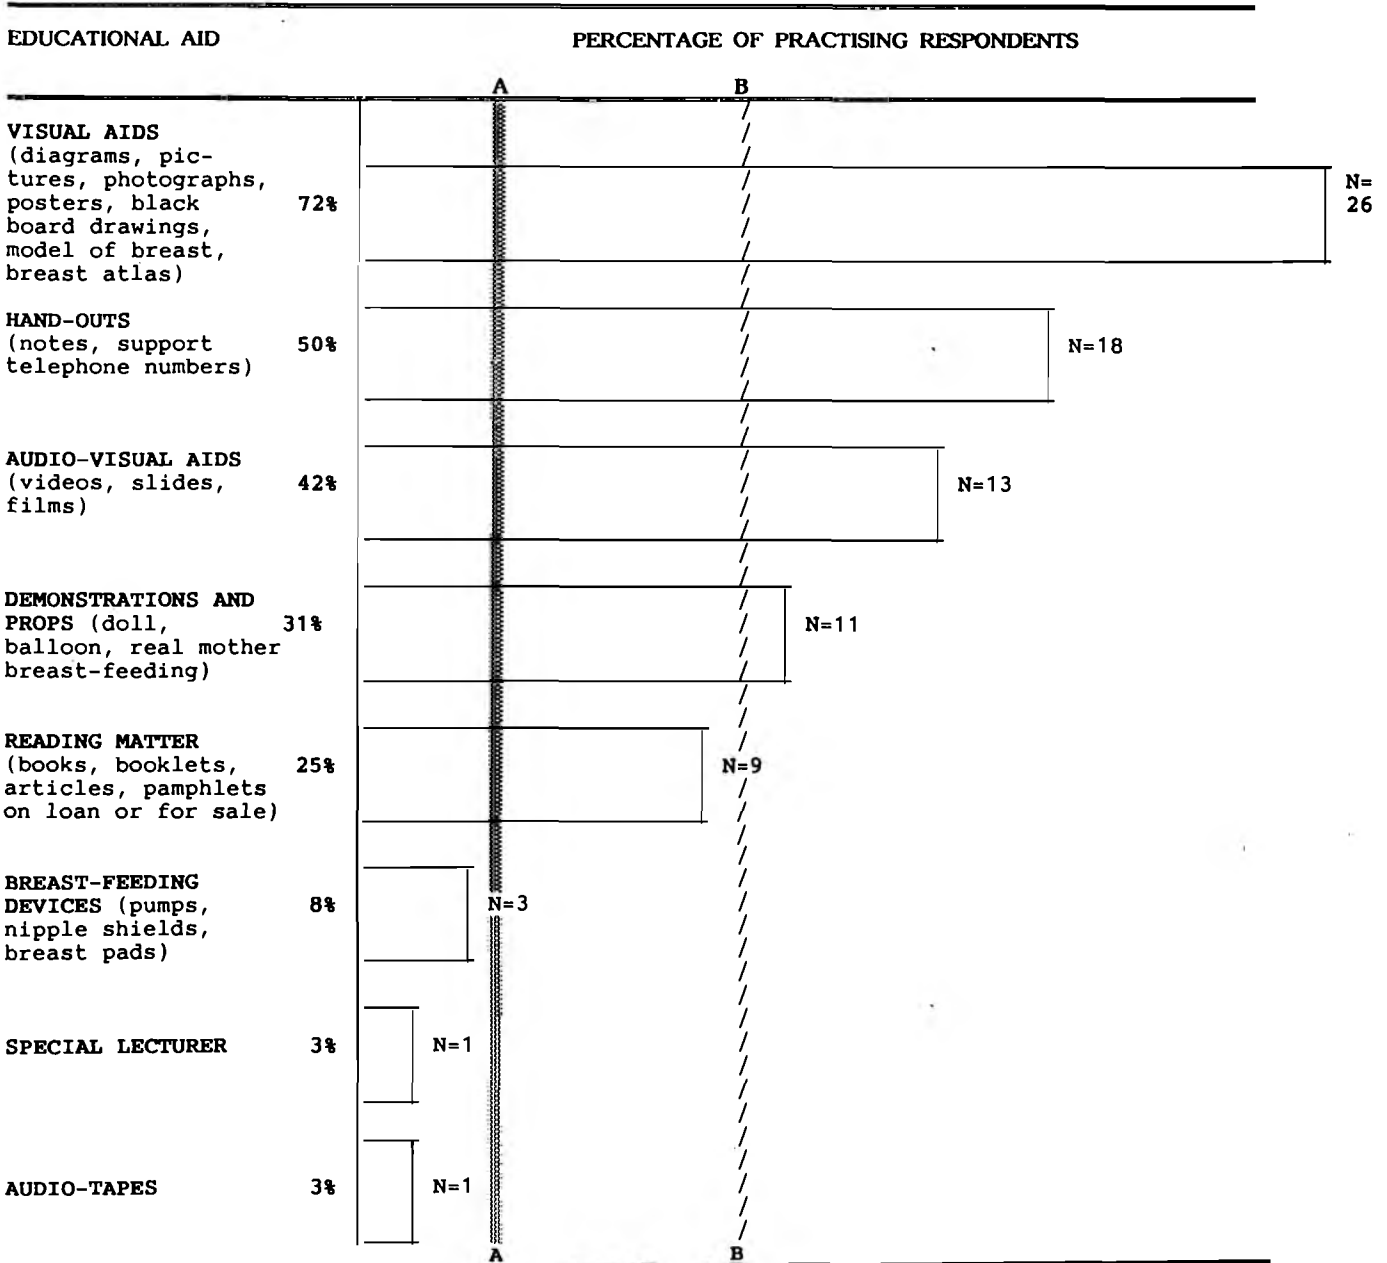 EDUCATIONAL AID PERCENTAGE OF PRACTISING RESPONDENTS
A B
VISUAL AIDS
(diagrams, pic-
tures, photographs,
posters, black 72%
board drawings,
model of breast,
breast atlas)
N=
26
HAND-OUTS
(notes, support 50%
telephone numbers)
N=18
AUDIO-VISUAL AIDS
(videos, slides, 42%
films)
N=13
DEMONSTRATIONS AND
PROPS (doll, 31%
balloon, real mother
breast-feeding)
N=11
READING MATTER
(books, booklets, 25%
articles, pamphlets
on loan or for sale)
N=9
BREAST-FEEDING
DEVICES (pumps, 8%
nipple shields,
breast pads)
N=3
SPECIAL LECTURER 3% N=1
AUDIO-TAPES 3% N=1
A B